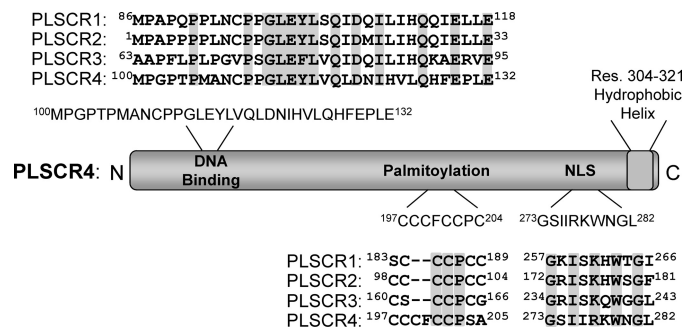 PLSCR1: 86MPAPQPPLNCPPGLEYLSQIDQILIHQQIELLE118
PLSCR2: 1MPAPPPPLNCPPGLEYLSQIDMILIHQQIELLE33
PLSCR3: 63AAPFLPLPGVPSGLEFLVQIDQILIHQKAERVE95
PLSCR4: 100MPGPTPMANCPPGLEYLVQLDNIHVLQHFEPLE132
100MPGPTPMANCPPGLEYLVQLDNIHVLQHFEPLE132
Res. 304-321
Hydrophobic
Helix
PLSCR4: N DNA Binding Palmitoylation NLS C
197CCCFCCPC204 273GSIIRKWNGL282
PLSCR1: 183SC--CCPCC189 257GKISKHWTGI266
PLSCR2: 98CC--CCPCC104 172GRISKHWSGF181
PLSCR3: 160CS--CCPCG166 234GRISKQWGGL243
PLSCR4: 197CCCFCCPSA205 273GSIIRKWNGL282